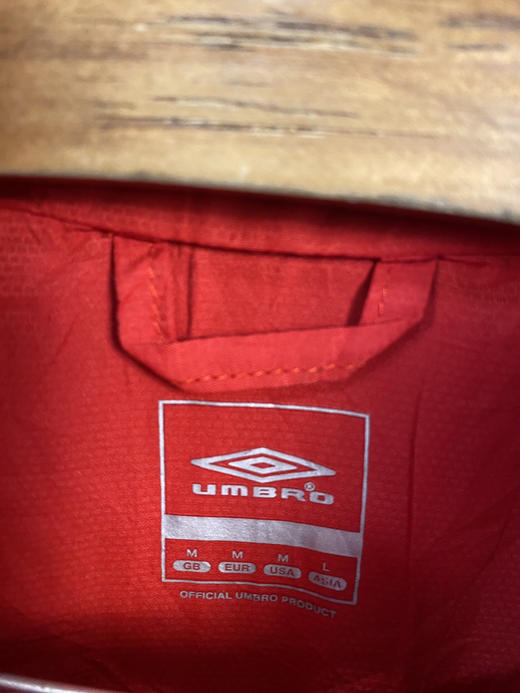 UMBRO®
M M M L
GB EUR USA ASIA
OFFICIAL UMBRO PRODUCT